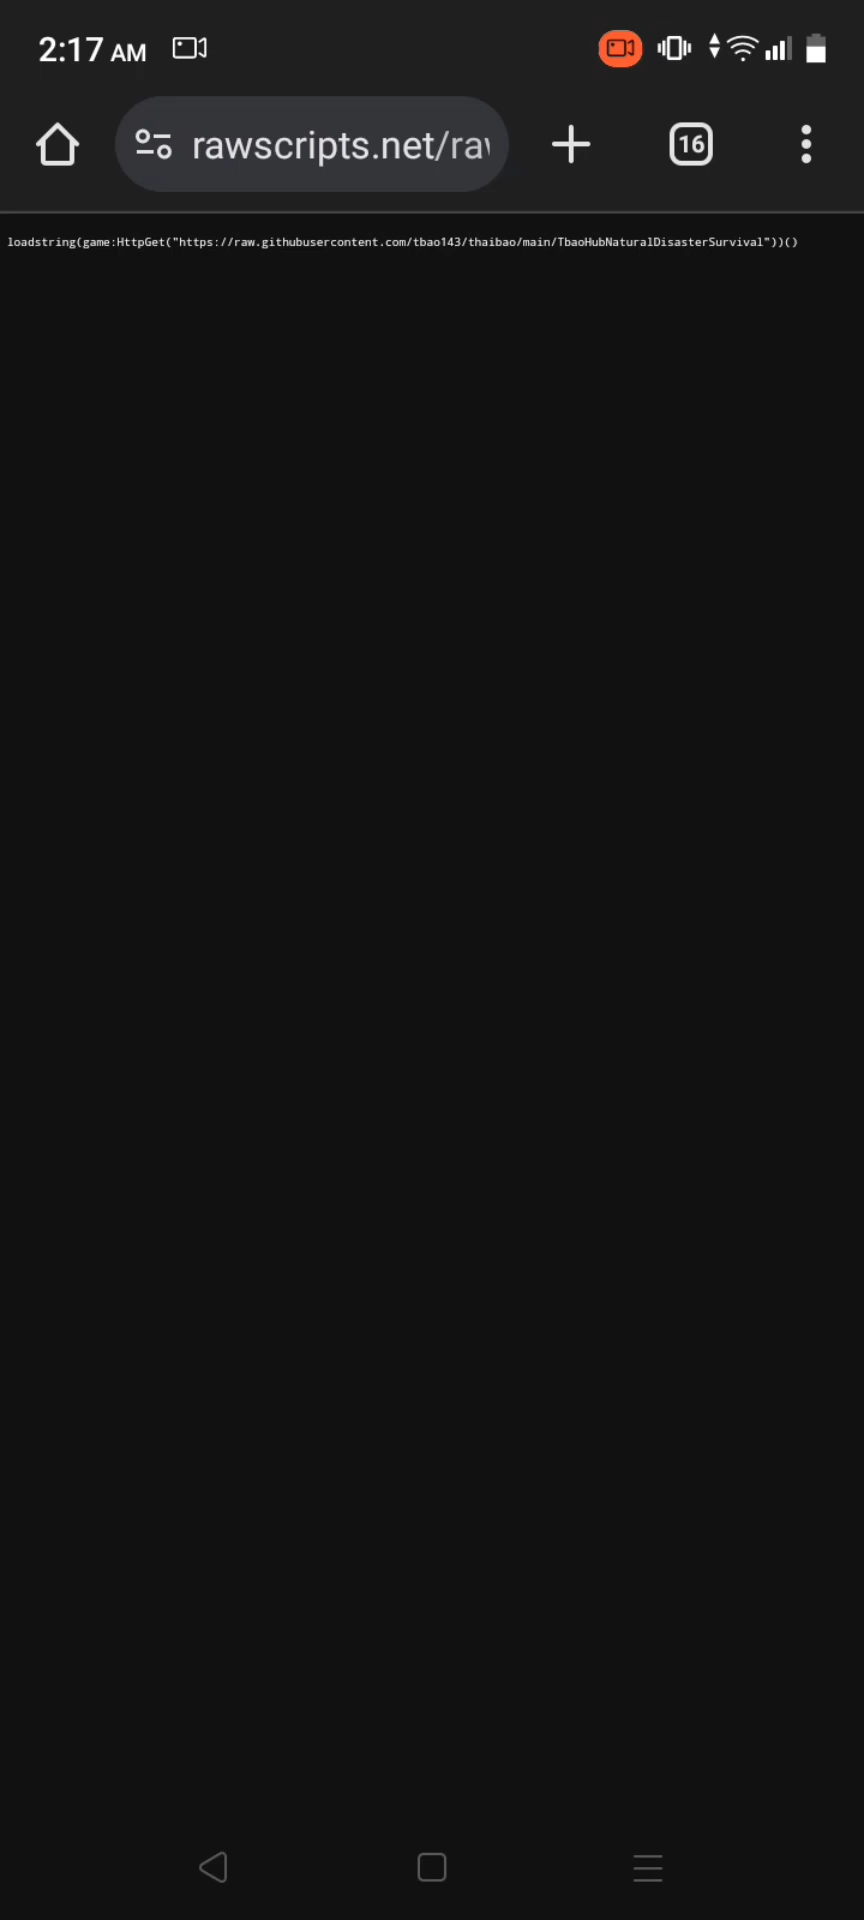 2:17 AM
rawscripts.net/ra
16
loadstring(game:HttpGet("https://raw.githubusercontent.com/tbao143/thaibao/main/TbaoHubNaturalDisasterSurvival"))()